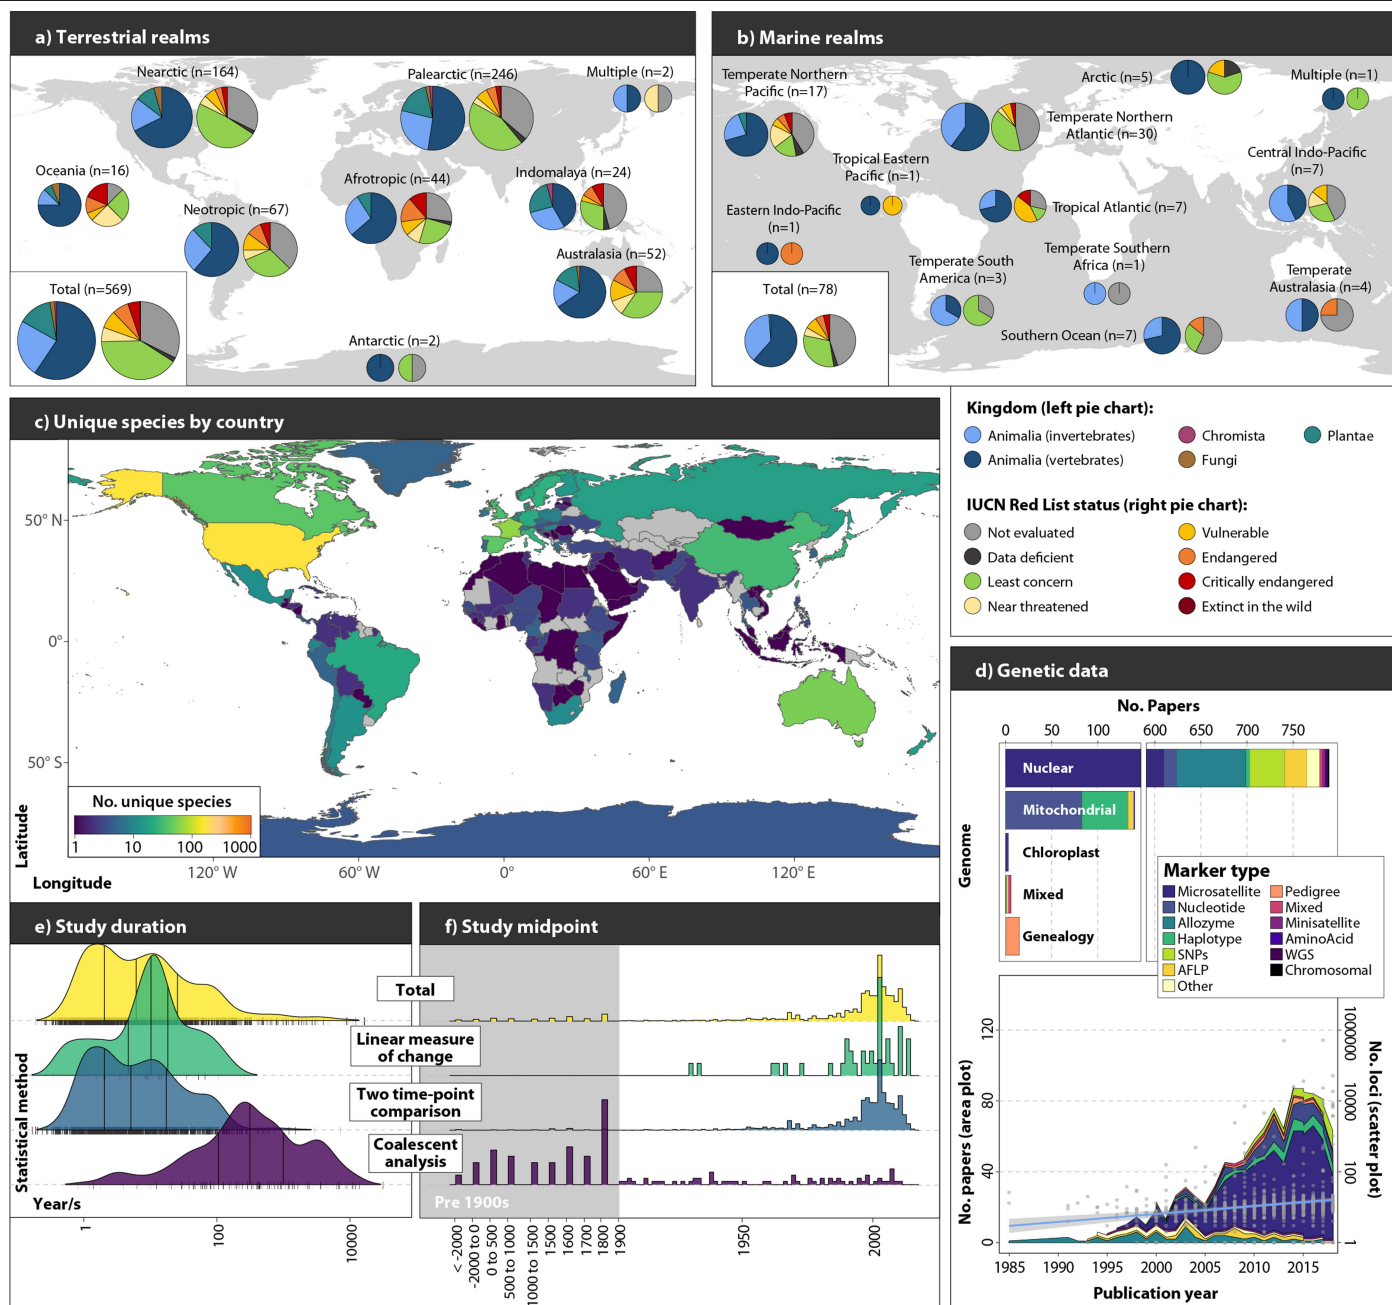 a) Terrestrial realms
Nearctic (n=164)
Palearctic (n=246)
Multiple (n=2)
Oceania (n=16)
Afrotropic (n=44)
Indomalaya (n=24)
Neotropic (n=67)
Australasia (n=52)
Total (n=569)
Antarctic (n=2)
b) Marine realms
Temperate Northern
Pacific (n=17)
Arctic (n=5)
Multiple (n=1)
Temperate Northern
Atlantic (n=30)
Tropical Eastern
Pacific (n=1)
Central Indo-Pacific
(n=7)
Eastern Indo-Pacific
(n=1)
Tropical Atlantic (n=7)
Temperate South
America (n=3)
Temperate Southern
Africa (n=1)
Temperate
Australasia (n=4)
Total (n=78)
Southern Ocean (n=7)
c) Unique species by country
50° N
0°
50° S
Latitude
No. unique species
1 10 100 1000
Longitude
120° W 60° W 0° 60° E 120° E
Kingdom (left pie chart):
Animalia (invertebrates)
Chromista
Plantae
Animalia (vertebrates)
Fungi
IUCN Red List status (right pie chart):
Not evaluated
Vulnerable
Data deficient
Endangered
Least concern
Critically endangered
Near threatened
Extinct in the wild
d) Genetic data
No. Papers
0 50 100 600 650 700 750
Genome
Nuclear
Mitochondrial
Chloroplast
Mixed
Genealogy
Marker type
Microsatellite
Pedigree
Nucleotide
Mixed
Allozyme
Minisatellite
Haplotype
AminoAcid
SNPs
WGS
AFLP
Chromosomal
Other
No. papers (area plot)
120
80
40
0
No. loci (scatter plot)
1000000
10000
100
1
1985 1990 1995 2000 2005 2010 2015
Publication year
e) Study duration
Statistical method
Year/s
1 100 10000
f) Study midpoint
Total
Linear measure
of change
Two time-point
comparison
Coalescent
analysis
Pre 1900s
< -2000
-2000 to 0
0 to 500
500 to 1000
1000 to 1500
1500
1600
1700
1800
1900
1950
2000